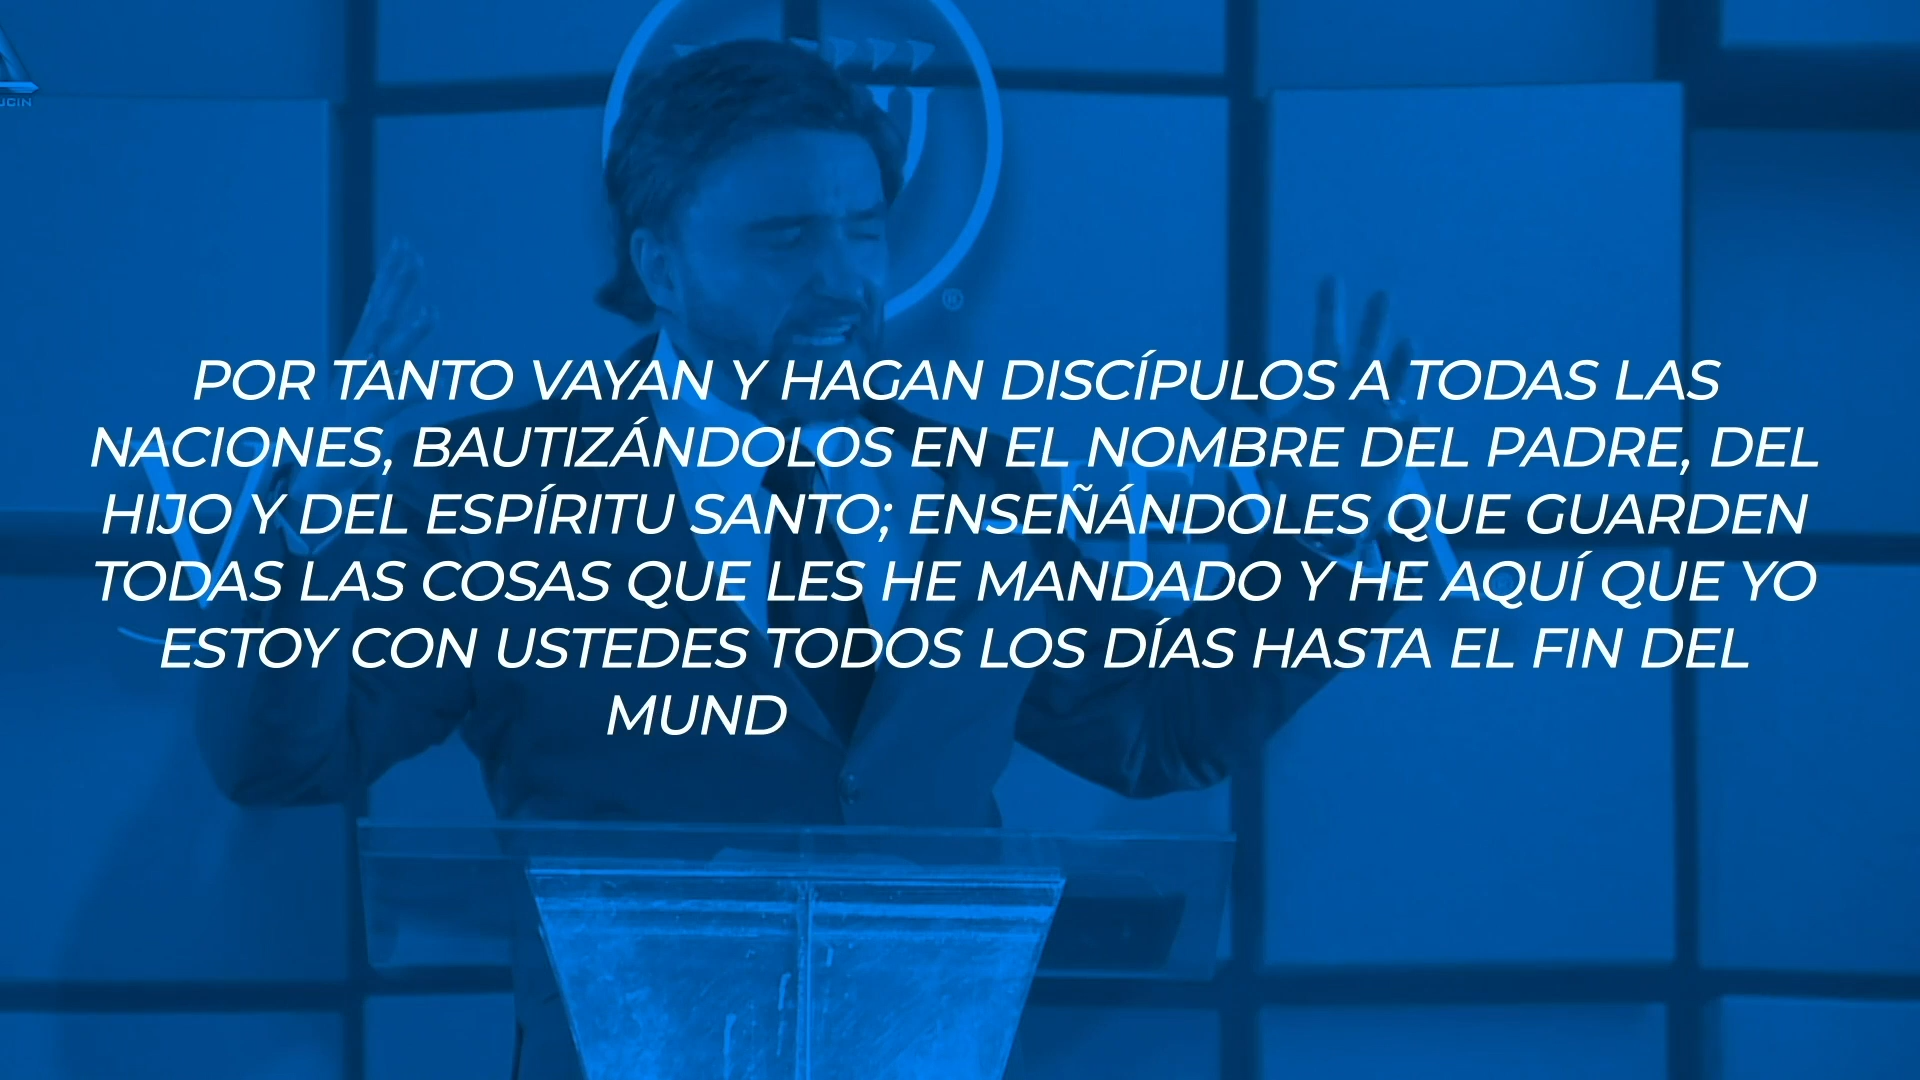 UCIN
®
POR TANTO VAYAN Y HAGAN DISCÍPULOS A TODAS LAS
NACIONES, BAUTIZÁNDOLOS EN EL NOMBRE DEL PADRE, DEL
HIJO Y DEL ESPÍRITU SANTO; ENSEÑÁNDOLES QUE GUARDEN
TODAS LAS COSAS QUE LES HE MANDADO Y HE AQUÍ QUE YO
ESTOY CON USTEDES TODOS LOS DÍAS HASTA EL FIN DEL
MUND